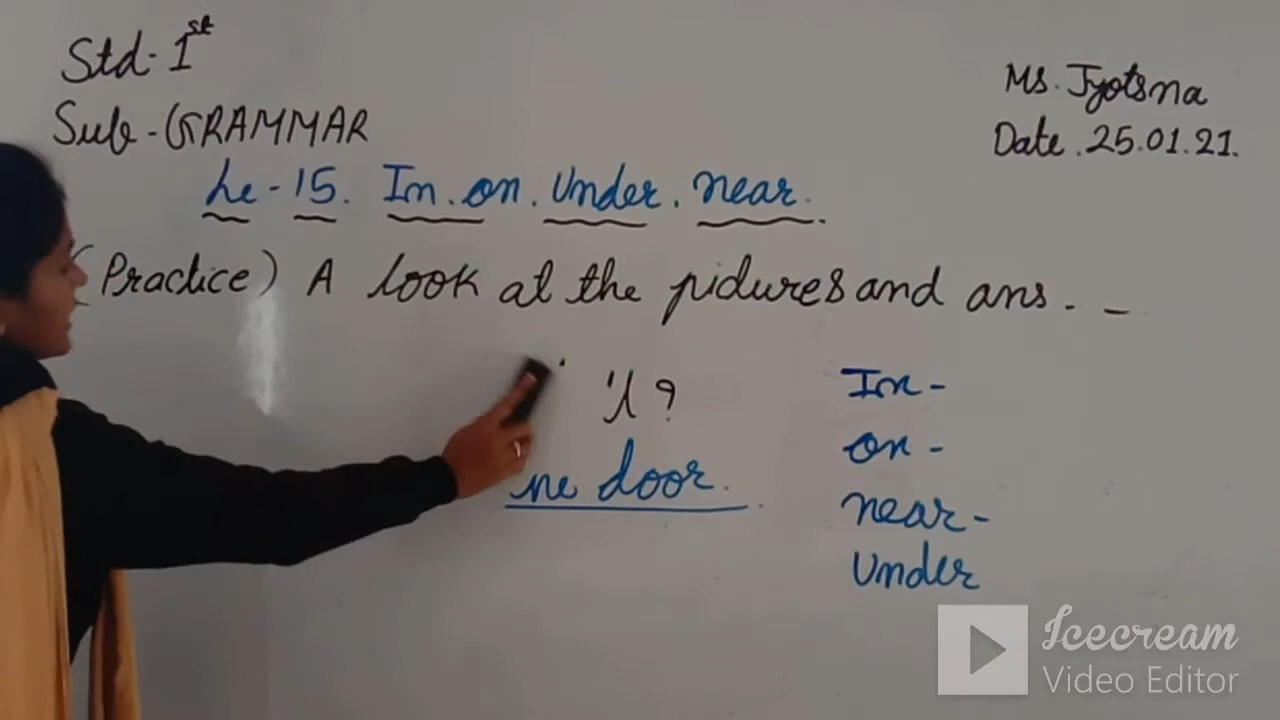 Std- 1st
Sub- GRAMMAR
Ms. Jyotsna
Date. 25.01.21.
Le- 15. In. on. Under. near.
(Practice) A look at the pictures and ans. -
?
door.
In-
on-
near-
Under
Icecream
Video Editor